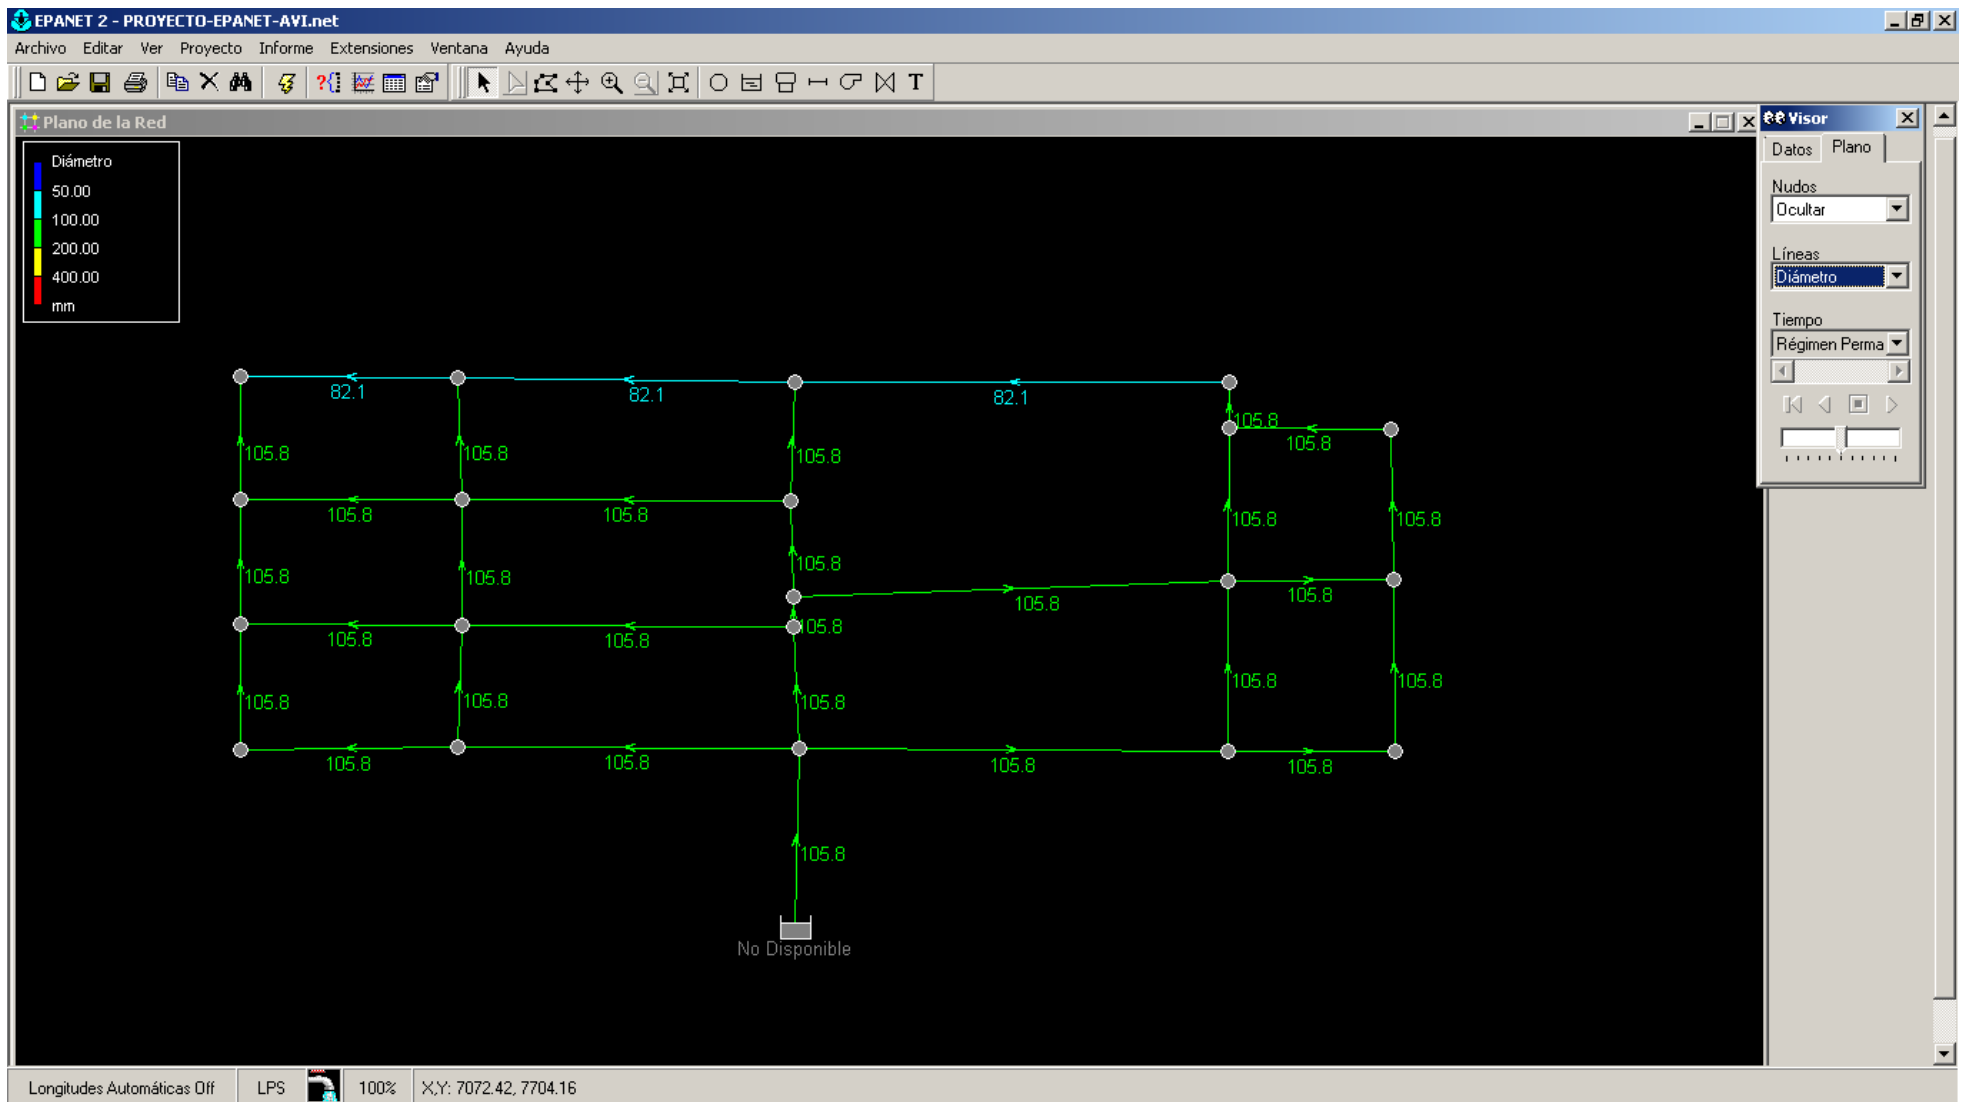 EPANET 2 - PROYECTO-EPANET-AVI.net
Archivo Editar Ver Proyecto Informe Extensiones Ventana Ayuda
T
Plano de la Red
Visor
Datos Plano
Nudos
Ocultar
Líneas
Diámetro
Tiempo
Régimen Perma
Diámetro
50.00
100.00
200.00
400.00
mm
82.1 82.1 82.1
105.8
105.8
105.8 105.8 105.8
105.8 105.8 105.8 105.8
105.8
105.8 105.8
105.8
105.8 105.8
105.8 105.8 105.8
105.8 105.8
105.8 105.8 105.8
105.8 105.8 105.8 105.8
105.8
No Disponible
Longitudes Automáticas Off LPS 100% X,Y: 7072.42, 7704.16